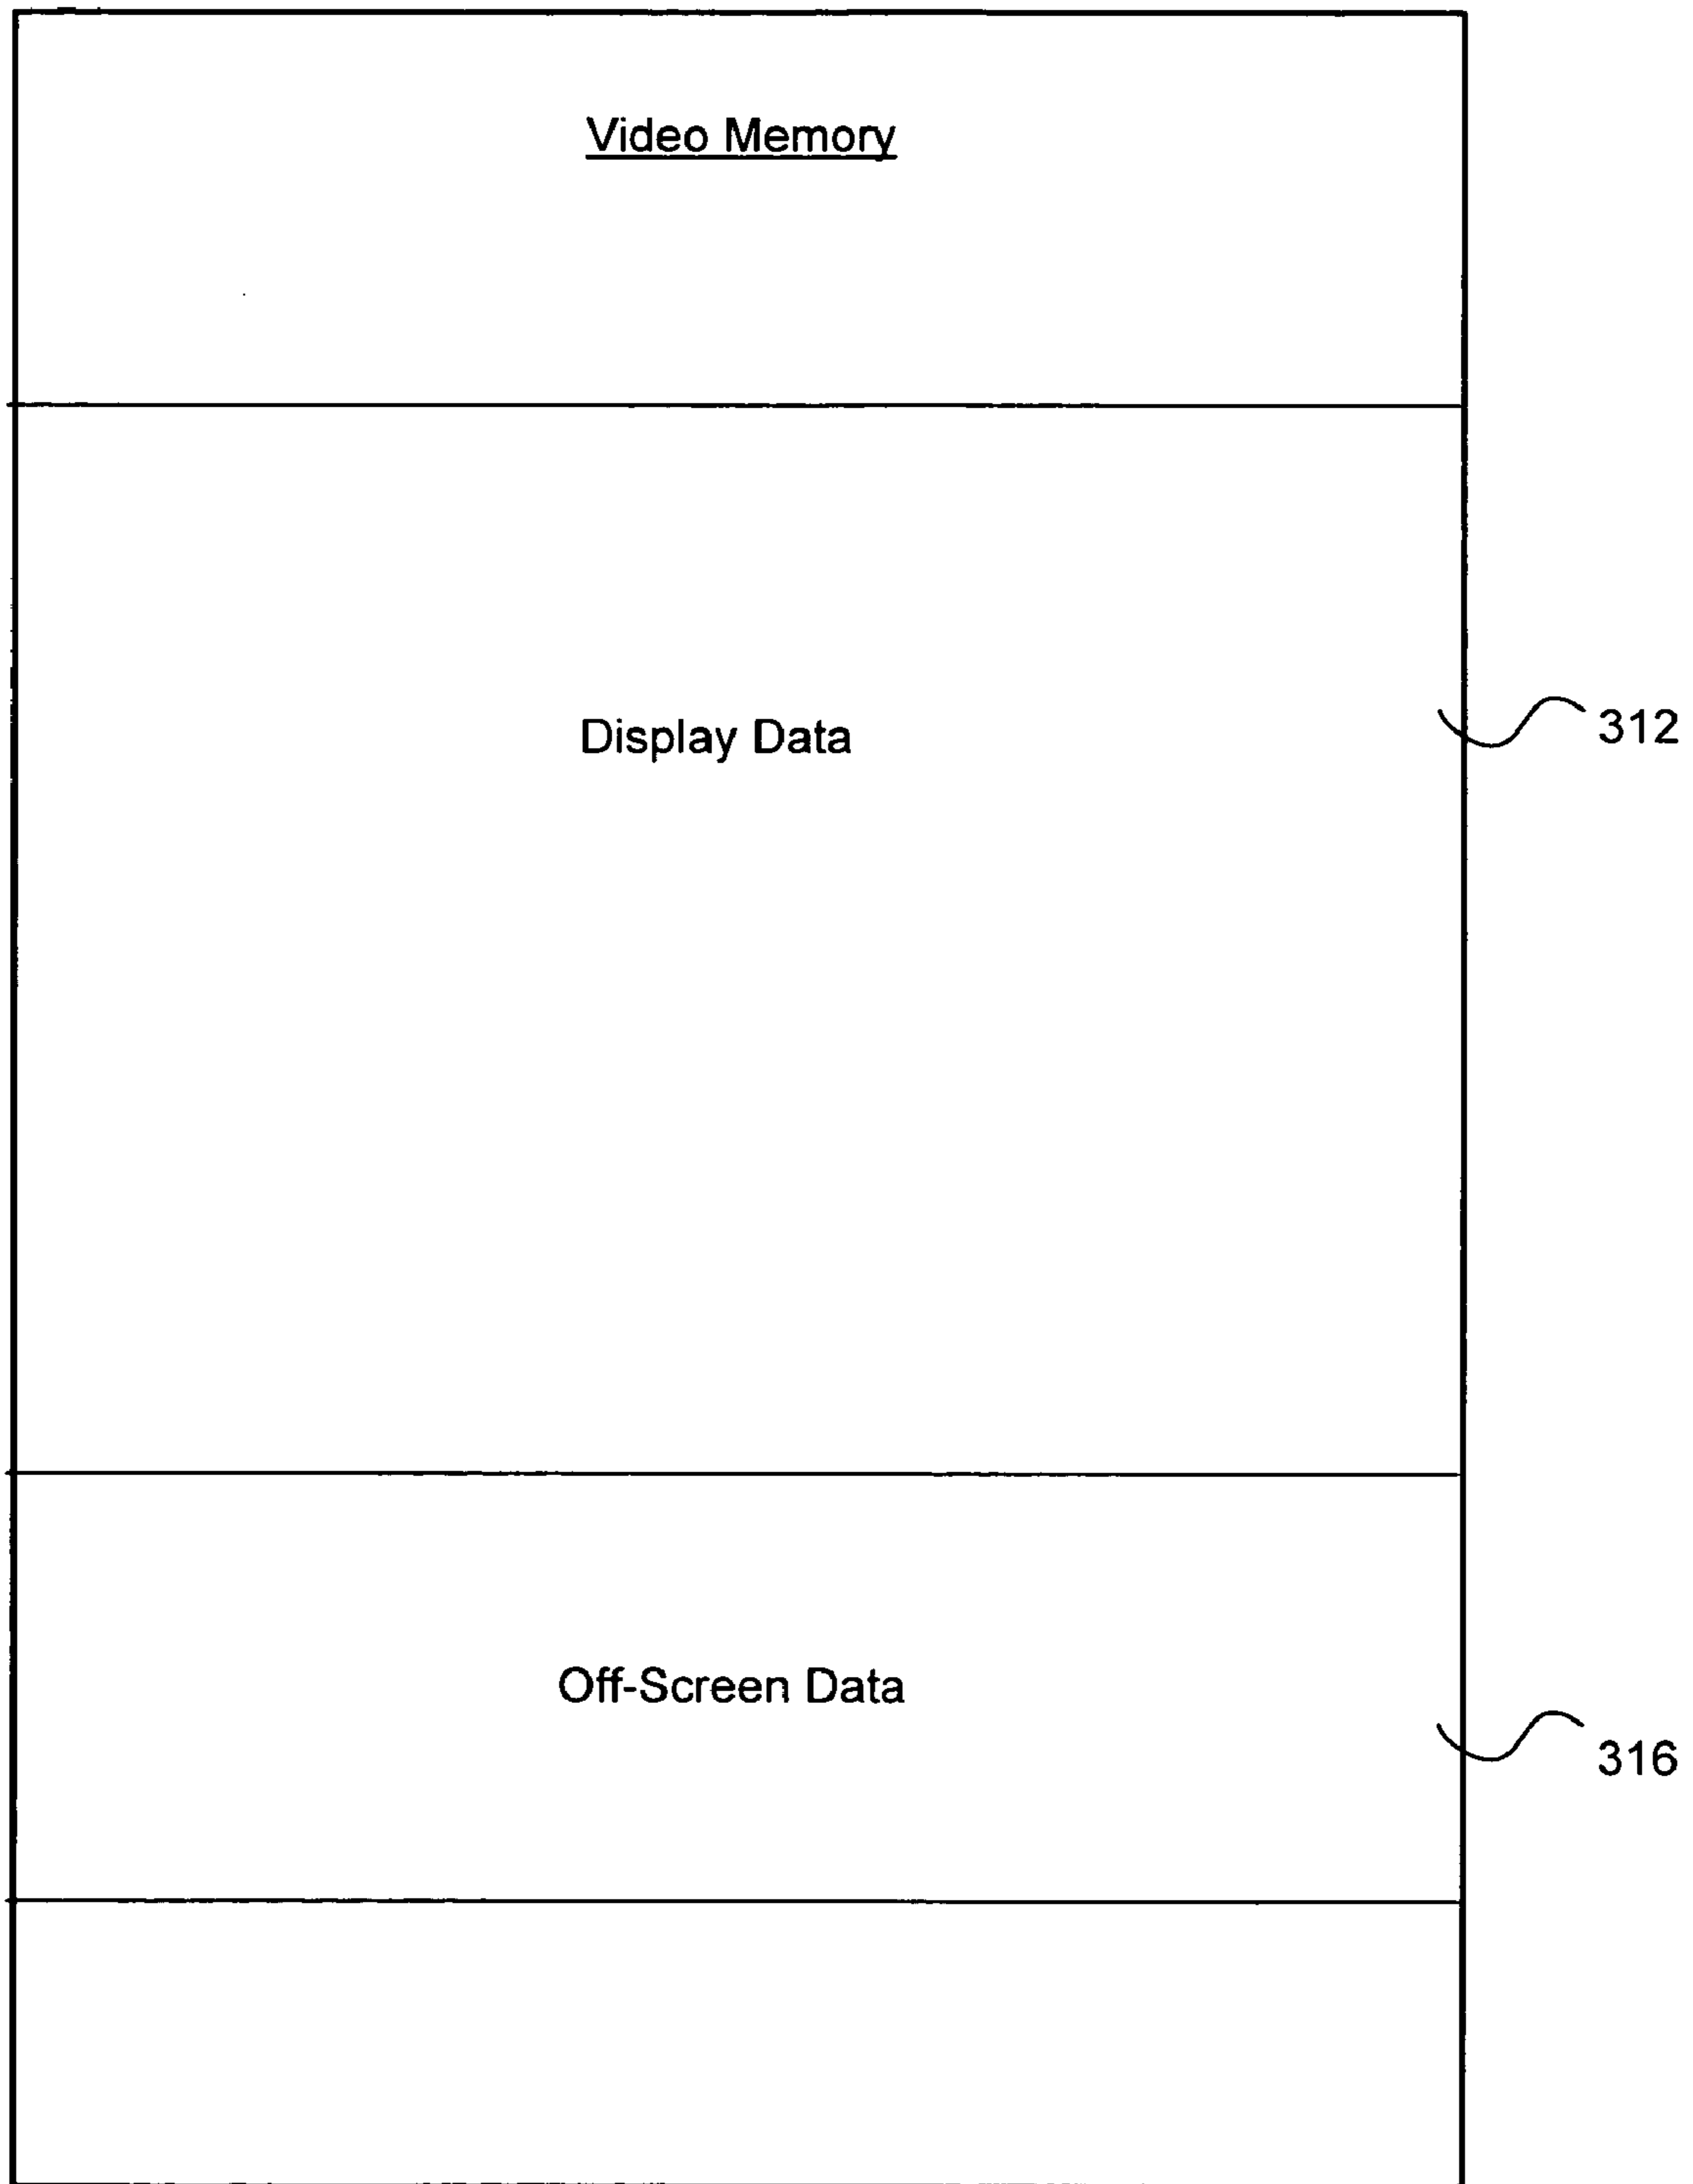 Video Memory
Display Data
312
Off-Screen Data
316